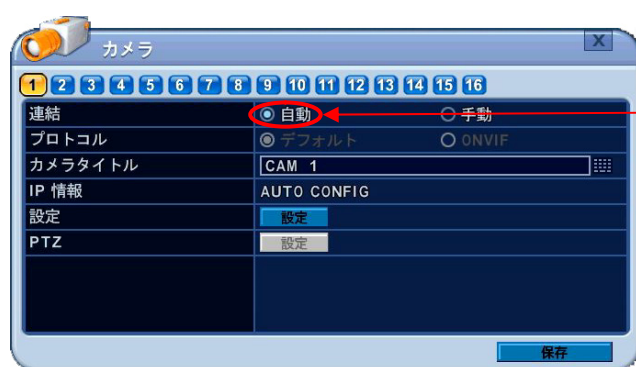 カメラ X
1 2 3 4 5 6 7 8 9 10 11 12 13 14 15 16
連結 自動 手動
プロトコル デフォルト ONVIF
カメラタイトル CAM 1
IP 情報 AUTO CONFIG
設定 設定
PTZ 設定
保存